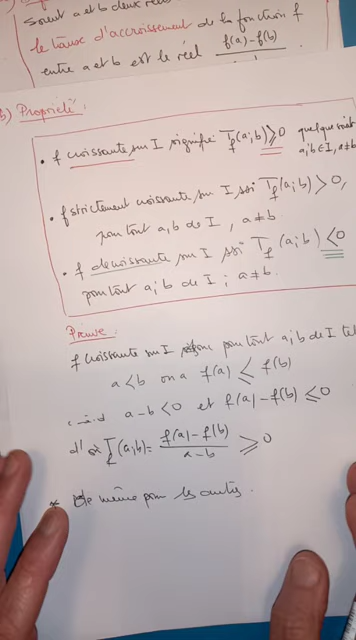 Soient a et b deux
le taux d'accroissement de la fonction f
entre a et b est le réel f(a)-f(b)
b) Propriété:
• f croissante sur I signifie T_f(a;b) ⩾ 0 quelque soit
a;b ∈ I, a≠b
• f strictement croissante sur I ssi T_f(a;b) > 0,
pour tout a, b de I, a≠b.
• f decroissante sur I ssi T_f(a;b) ⩽ 0
pour tout a;b de I; a≠b.
Preuve:
f croissante sur I pour tout a;b de I tel
a < b on a f(a) ⩽ f(b)
c-à-d a-b<0 et f(a)-f(b) ⩽0
d'où T_f(a;b) = f(a)-f(b) / a-b ⩾ 0
* De même pour les autres.